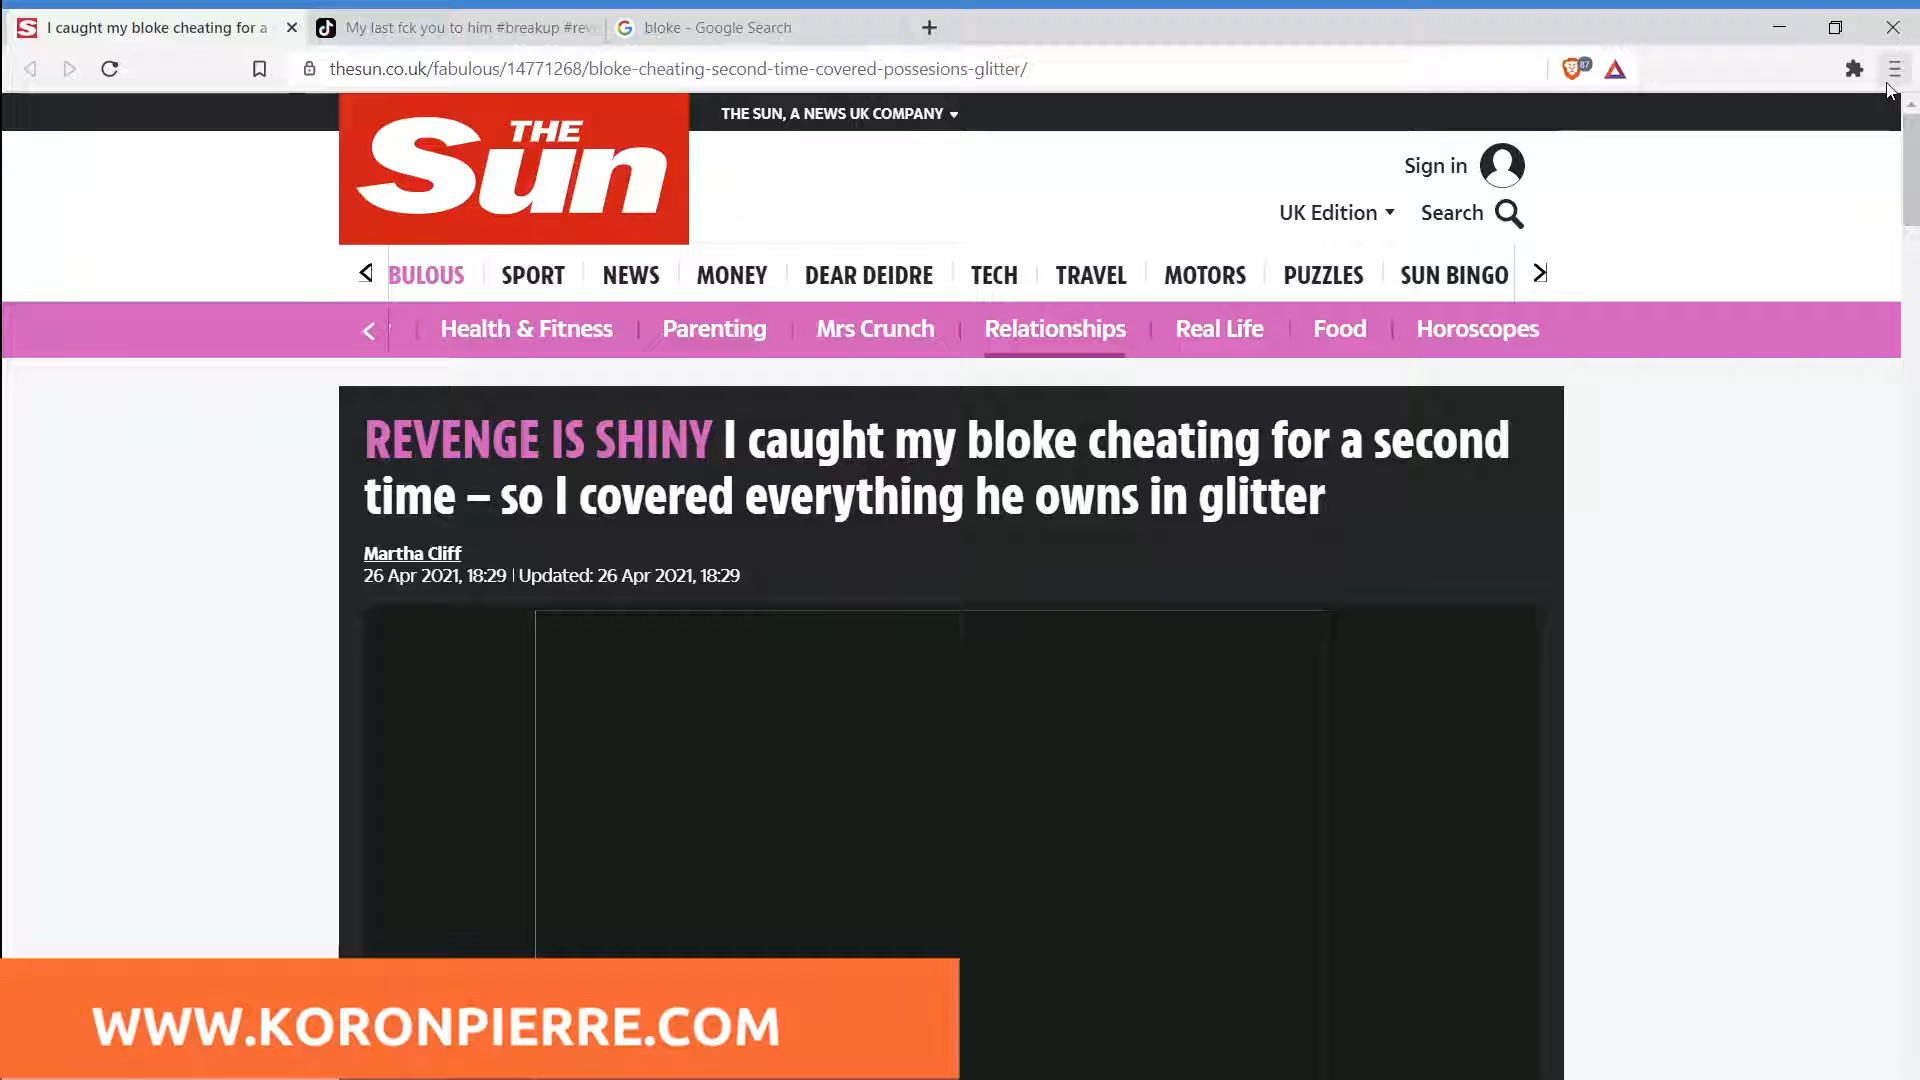 I caught my bloke cheating for a
My last fck you to him #breakup #rev
bloke - Google Search
thesun.co.uk/fabulous/14771268/bloke-cheating-second-time-covered-possesions-glitter/
87
THE SUN, A NEWS UK COMPANY
THE
Sun
Sign in
UK Edition
Search
BULOUS
SPORT
NEWS
MONEY
DEAR DEIDRE
TECH
TRAVEL
MOTORS
PUZZLES
SUN BINGO
Health & Fitness
Parenting
Mrs Crunch
Relationships
Real Life
Food
Horoscopes
REVENGE IS SHINY I caught my bloke cheating for a second
time – so I covered everything he owns in glitter
Martha Cliff
26 Apr 2021, 18:29 | Updated: 26 Apr 2021, 18:29
WWW.KORONPIERRE.COM